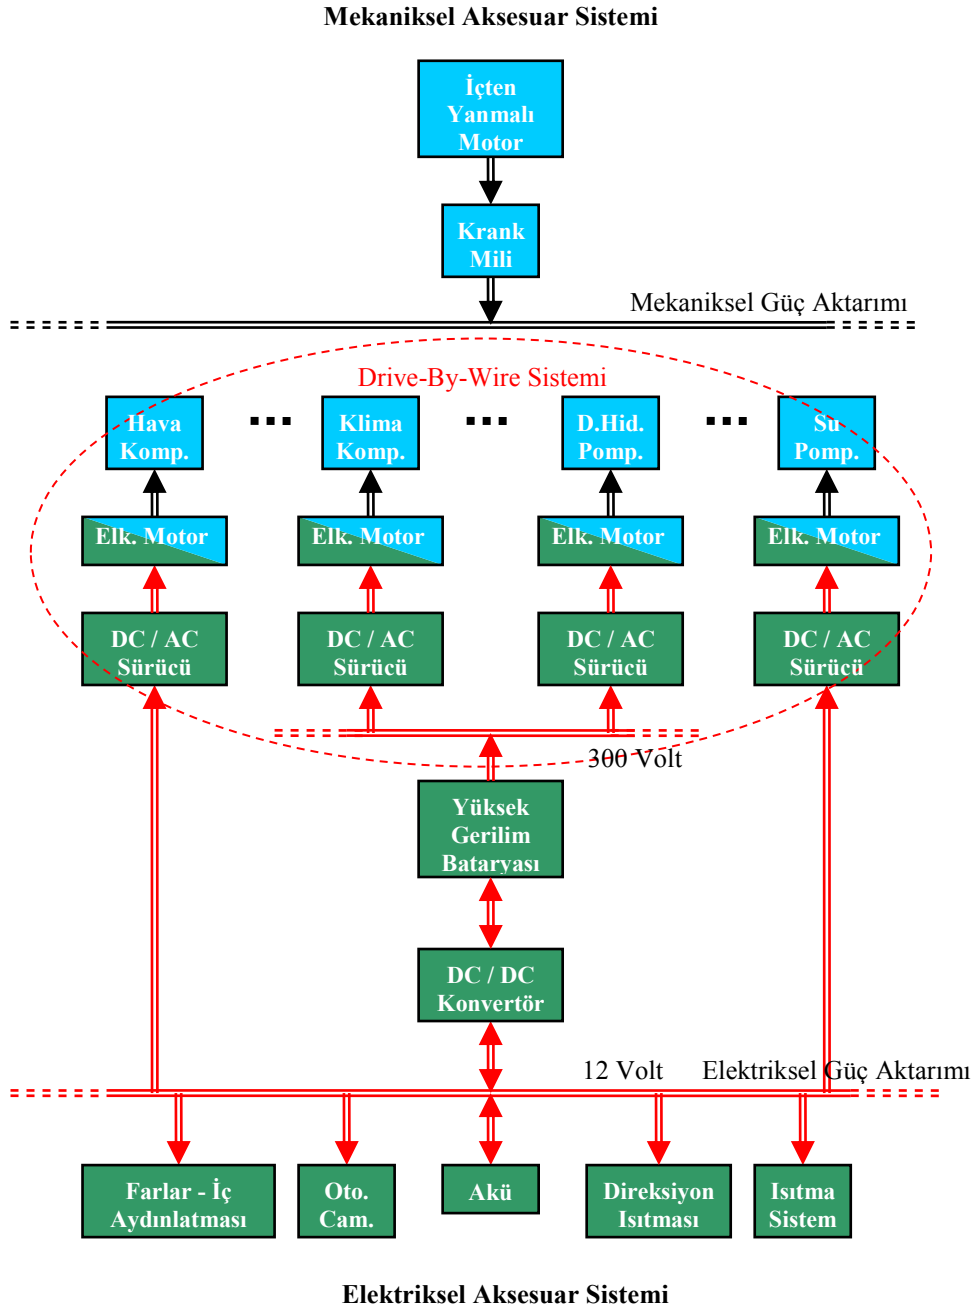 Mekaniksel Aksesuar Sistemi
İçten
Yanmalı
Motor
Krank
Mili
Mekaniksel Güç Aktarımı
Drive-By-Wire Sistemi
Hava
Komp.
Klima
Komp.
D.Hid.
Pomp.
Su
Pomp.
Elk. Motor
Elk. Motor
Elk. Motor
Elk. Motor
DC / AC
Sürücü
DC / AC
Sürücü
DC / AC
Sürücü
DC / AC
Sürücü
300 Volt
Yüksek
Gerilim
Bataryası
DC / DC
Konvertör
12 Volt
Elektriksel Güç Aktarımı
Farlar - İç
Aydınlatması
Oto.
Cam.
Akü
Direksiyon
Isıtması
Isıtma
Sistem
Elektriksel Aksesuar Sistemi